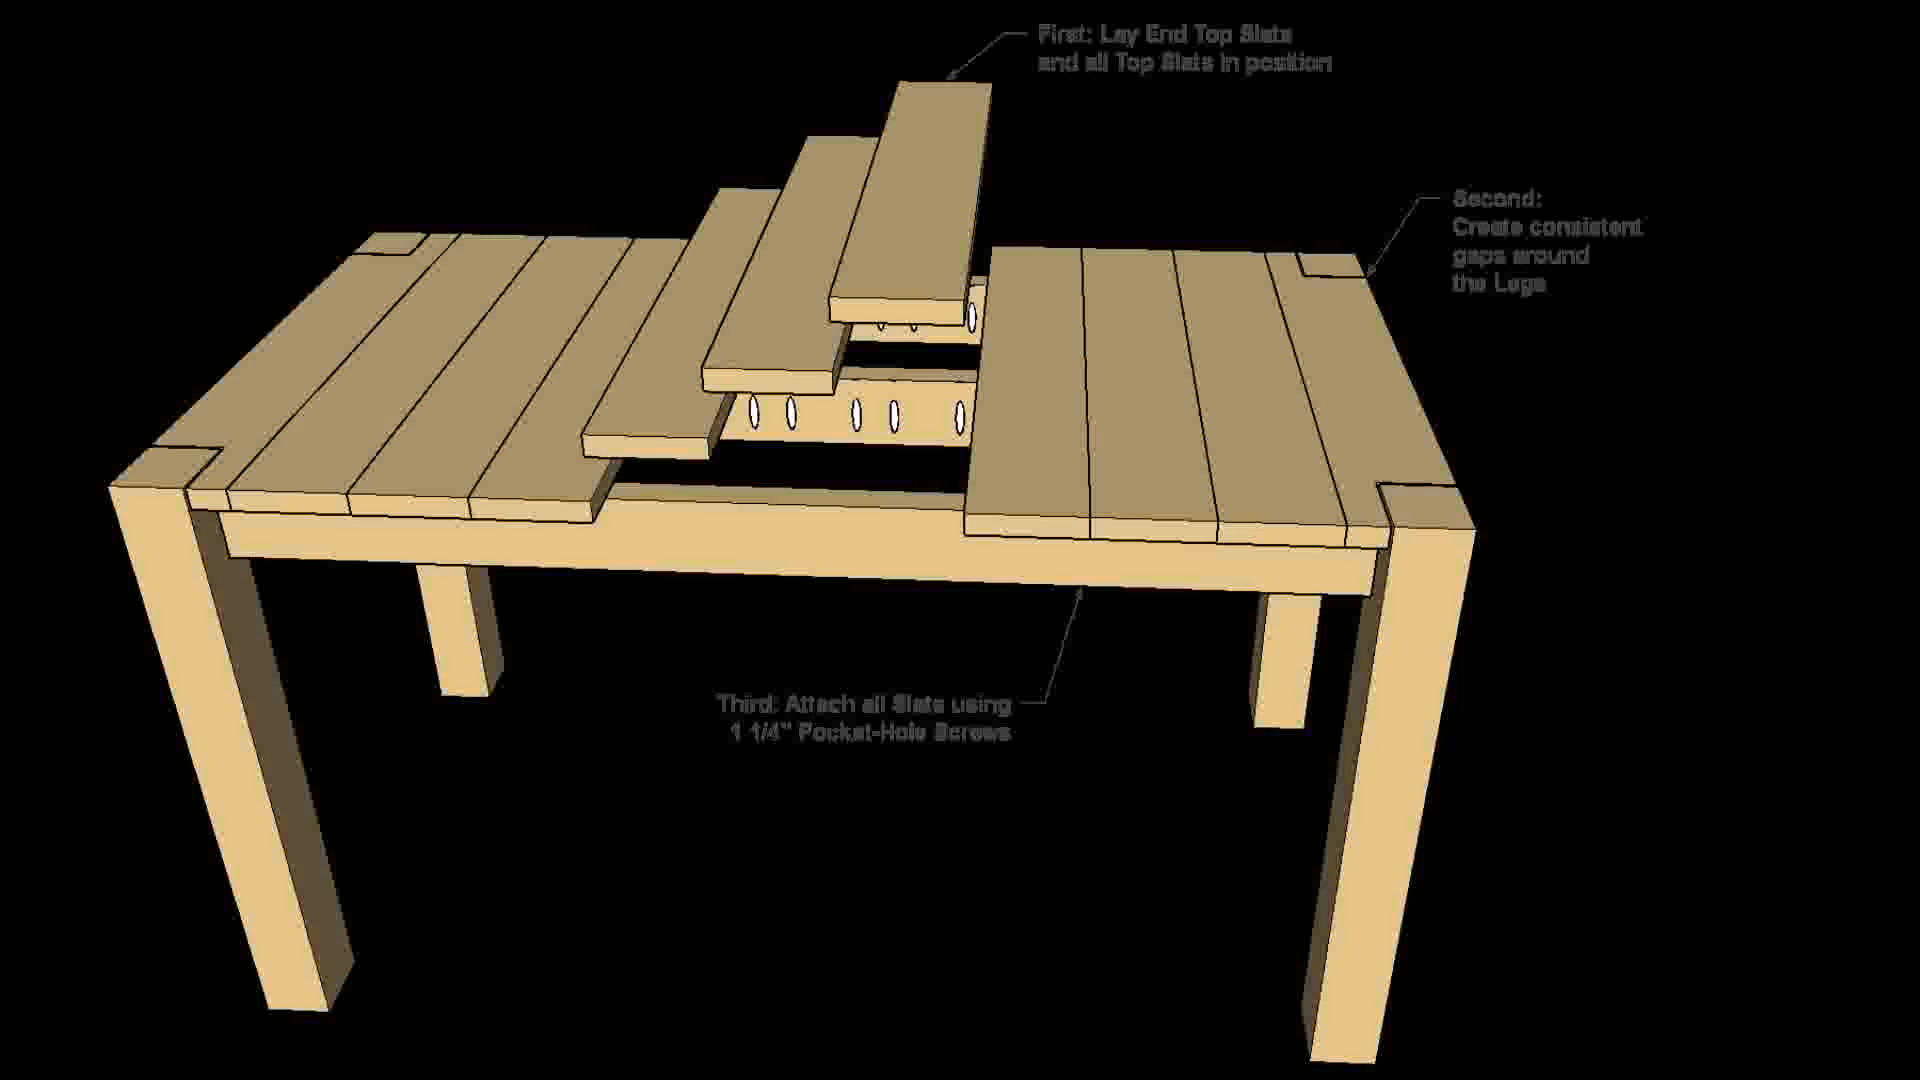 First: Lay End Top Slats
and all Top Slats in position
Second:
Create consistent
gaps around
the Legs
Third: Attach all Slats using
1 1/4" Pocket-Hole Screws